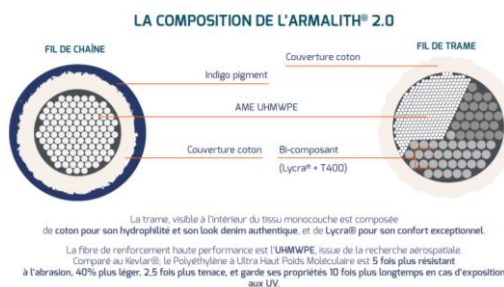 LA COMPOSITION DE L'ARMALITH® 2.0
FIL DE CHAÎNE
FIL DE TRAME
Couverture coton
Indigo pigment
AME UHMWPE
Couverture coton
Bi-composant
(Lycra® + T400)
La trame, visible à l'intérieur du tissu monocouche est composée
de coton pour son hydrophilité et son look denim authentique, et de Lycra® pour son confort exceptionnel.
La fibre de renforcement haute performance est l'UHMWPE, issue de la recherche aérospatiale.
Comparé au Kevlar®, le Polyéthylène à Ultra Haut Poids Moléculaire est 5 fois plus résistant
à l'abrasion, 40% plus léger, 2,5 fois plus tenace, et garde ses propriétés 10 fois plus longtemps en cas d'exposition
aux UV.